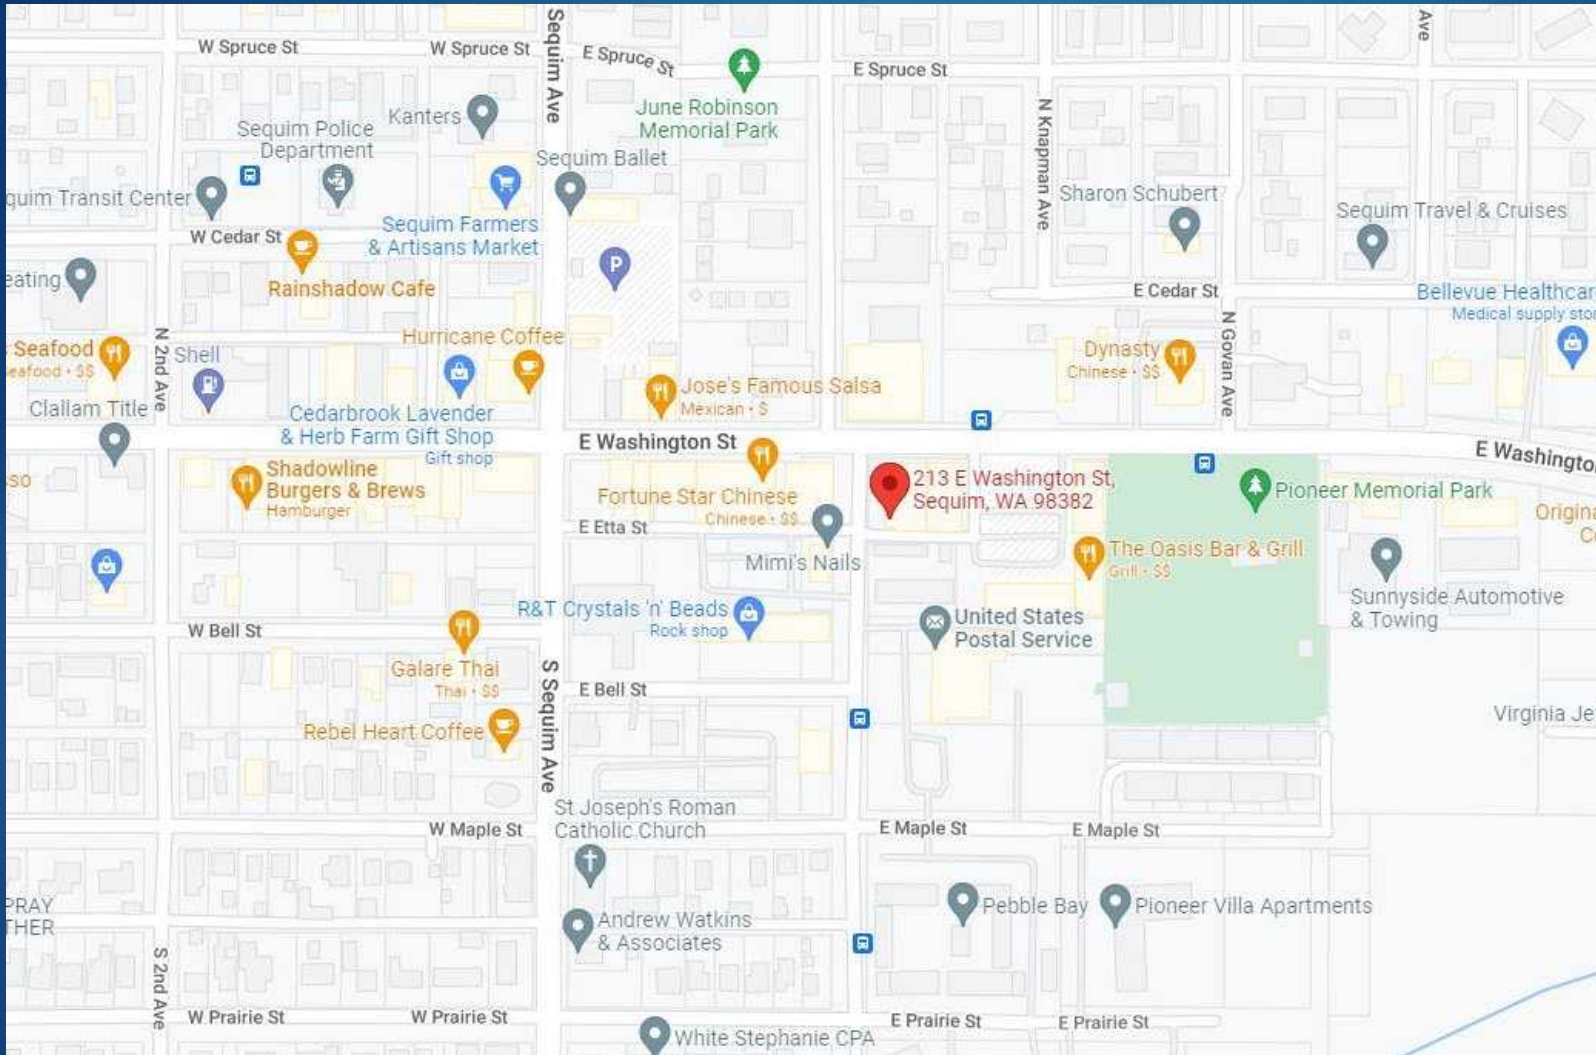 W Spruce St
W Spruce St
Sequim Ave
E Spruce St
E Spruce St
Ave
Kanters
June Robinson
Memorial Park
N Knapman Ave
Sequim Police
Department
Sequim Ballet
quim Transit Center
Sharon Schubert
Sequim Travel & Cruises
Sequim Farmers
& Artisans Market
W Cedar St
P
eating
Rainshadow Cafe
E Cedar St
Bellevue Healthcar
Medical supply sto
N 2nd Ave
Hurricane Coffee
N Govan Ave
Seafood
eafood • $$
Shell
Dynasty
Chinese • $$
Jose's Famous Salsa
Mexican • $
Clallam Title
Cedarbrook Lavender
& Herb Farm Gift Shop
Gift shop
E Washington St
E Washingto
sso
Shadowline
Burgers & Brews
Hamburger
Fortune Star Chinese
Chinese • $$
213 E Washington St,
Sequim, WA 98382
Pioneer Memorial Park
Origina
Co
E Etta St
Mimi's Nails
The Oasis Bar & Grill
Grill • $$
R&T Crystals 'n' Beads
Rock shop
United States
Postal Service
Sunnyside Automotive
& Towing
W Bell St
Galare Thai
Thai • $$
S Sequim Ave
E Bell St
Rebel Heart Coffee
Virginia Je
St Joseph's Roman
Catholic Church
W Maple St
E Maple St
E Maple St
PRAY
THER
Andrew Watkins
& Associates
Pebble Bay
Pioneer Villa Apartments
S 2nd Ave
W Prairie St
W Prairie St
E Prairie St
E Prairie St
White Stephanie CPA